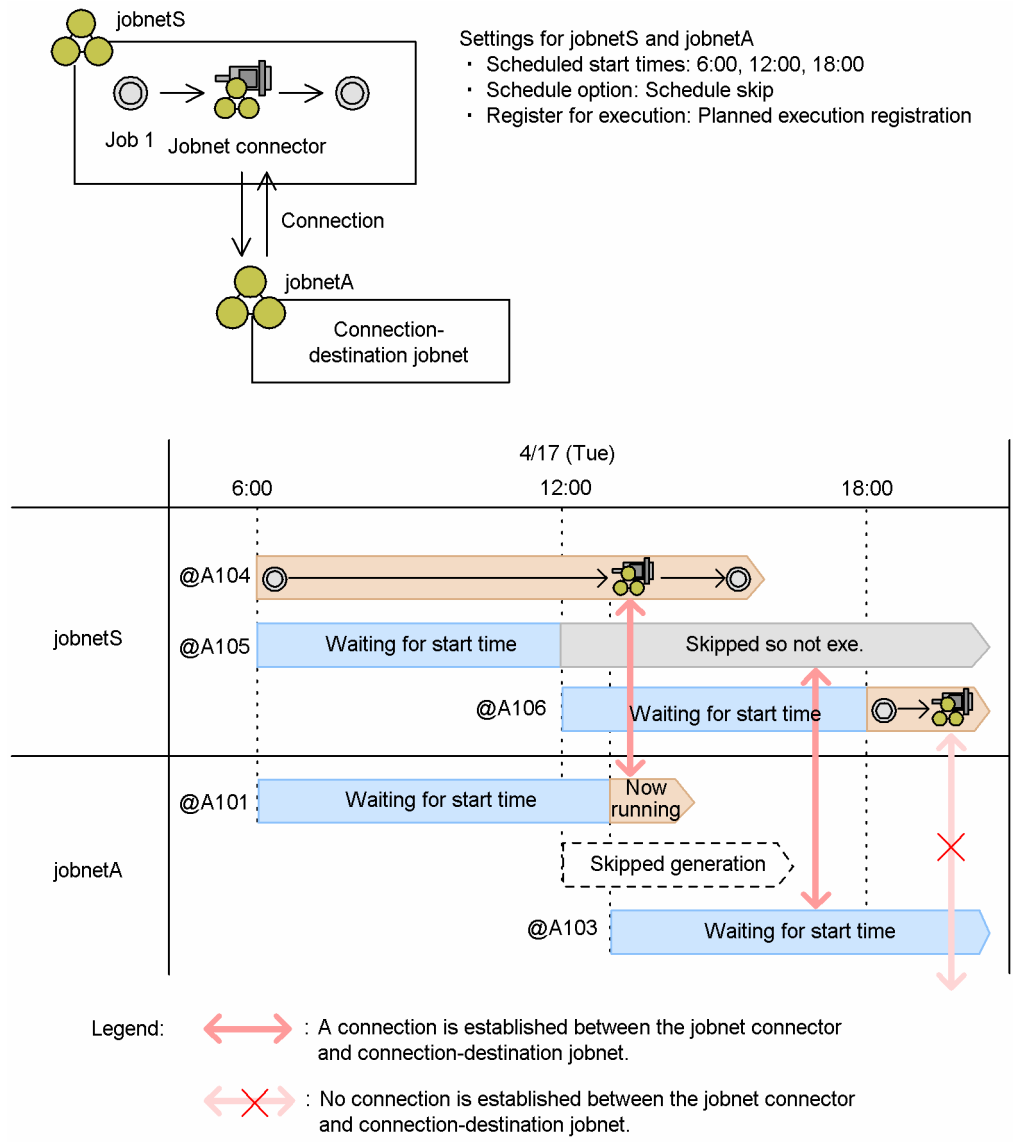 jobnetS
Job 1
Jobnet connector
Connection
jobnetA
Connection-
destination jobnet
Settings for jobnetS and jobnetA
・ Scheduled start times: 6:00, 12:00, 18:00
・ Schedule option: Schedule skip
・ Register for execution: Planned execution registration
4/17 (Tue)
6:00 12:00 18:00
jobnetS
@A104
@A105 Waiting for start time Skipped so not exe.
@A106 Waiting for start time
jobnetA
@A101 Waiting for start time Now
running
Skipped generation
@A103 Waiting for start time
Legend:
: A connection is established between the jobnet connector
and connection-destination jobnet.
: No connection is established between the jobnet connector
and connection-destination jobnet.